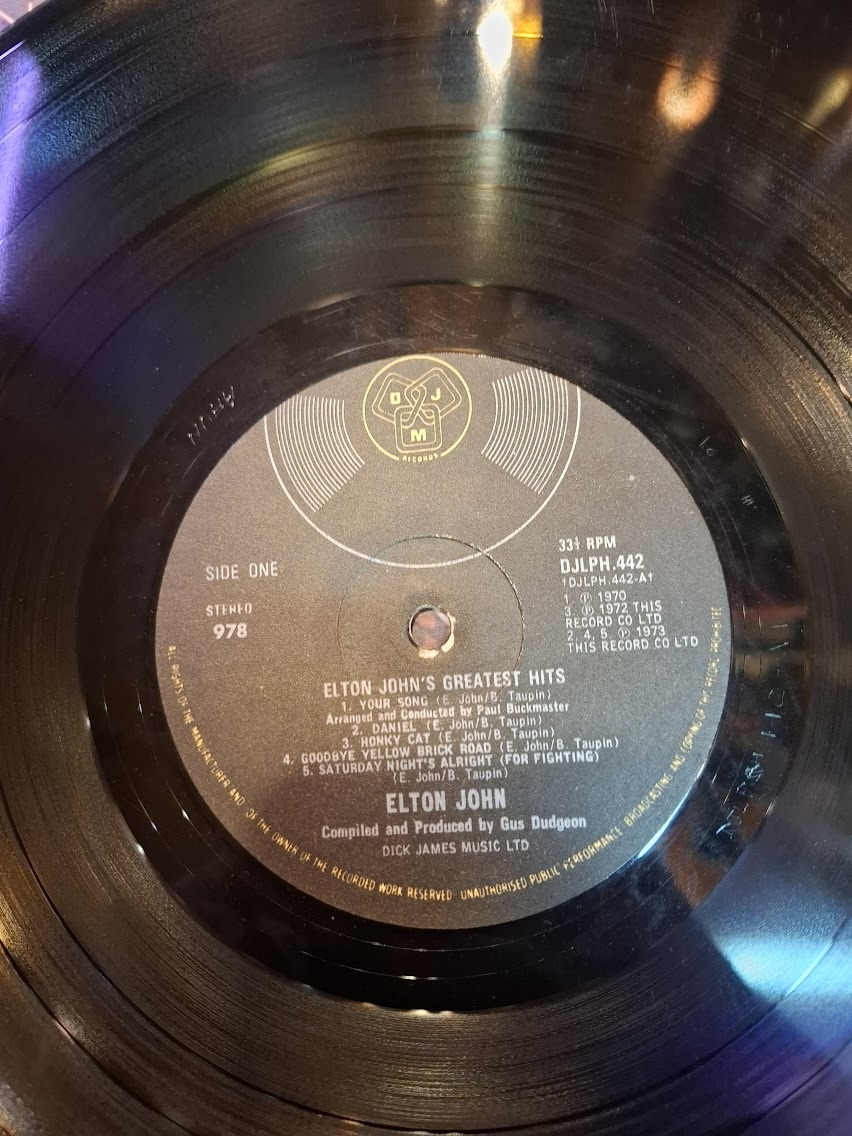 D J
M
RECORDS
SIDE ONE
STEREO
978
33⅓ RPM
DJLPH.442
†DJLPH.442-A†
1. ℗ 1970
3. ℗ 1972 THIS
RECORD CO LTD
2, 4, 5. ℗ 1973
THIS RECORD CO LTD
ELTON JOHN'S GREATEST HITS
1. YOUR SONG (E. John/B. Taupin)
Arranged and Conducted by Paul Buckmaster
2. DANIEL (E. John/B. Taupin)
3. HONKY CAT (E. John/B. Taupin)
4. GOODBYE YELLOW BRICK ROAD (E. John/B. Taupin)
5. SATURDAY NIGHT'S ALRIGHT (FOR FIGHTING)
(E. John/B. Taupin)
ELTON JOHN
Compiled and Produced by Gus Dudgeon
DICK JAMES MUSIC LTD
ALL RIGHTS OF THE MANUFACTURER AND OF THE OWNER OF THE RECORDED WORK RESERVED · UNAUTHORISED PUBLIC PERFORMANCE BROADCASTING AND COPYING OF THIS RECORD PROHIBITED